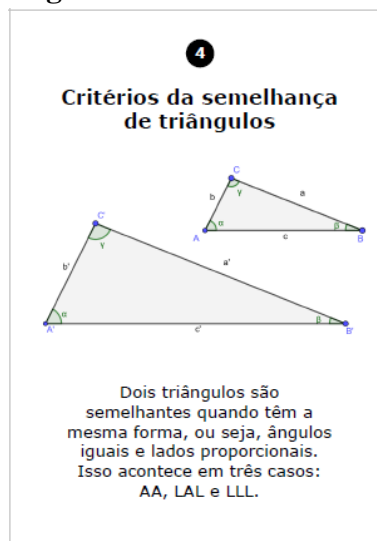 4
Critérios da semelhança
de triângulos
C
b
γ
a
α
β
A
c
B
C'
γ
b'
a'
α
β
A'
c'
B'
Dois triângulos são
semelhantes quando têm a
mesma forma, ou seja, ângulos
iguais e lados proporcionais.
Isso acontece em três casos:
AA, LAL e LLL.